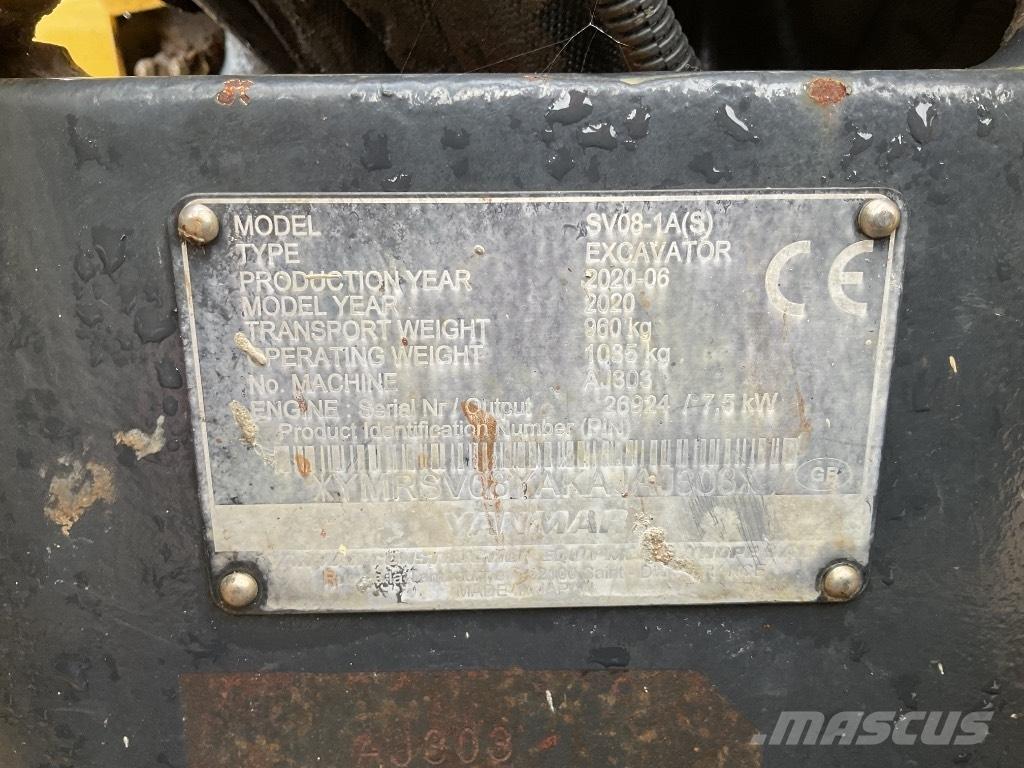 MODEL SV08-1A(S)
TYPE EXCAVATOR
PRODUCTION YEAR 2020-06
MODEL YEAR 2020
TRANSPORT WEIGHT 960 kg
OPERATING WEIGHT 1035 kg
No. MACHINE AJ303
ENGINE : Serial Nr / Output 26924 / 7,5 kW
Product Identification Number (PIN)
CE
GB
YANMAR
MADE IN JAPAN
AJ303
MASCUS